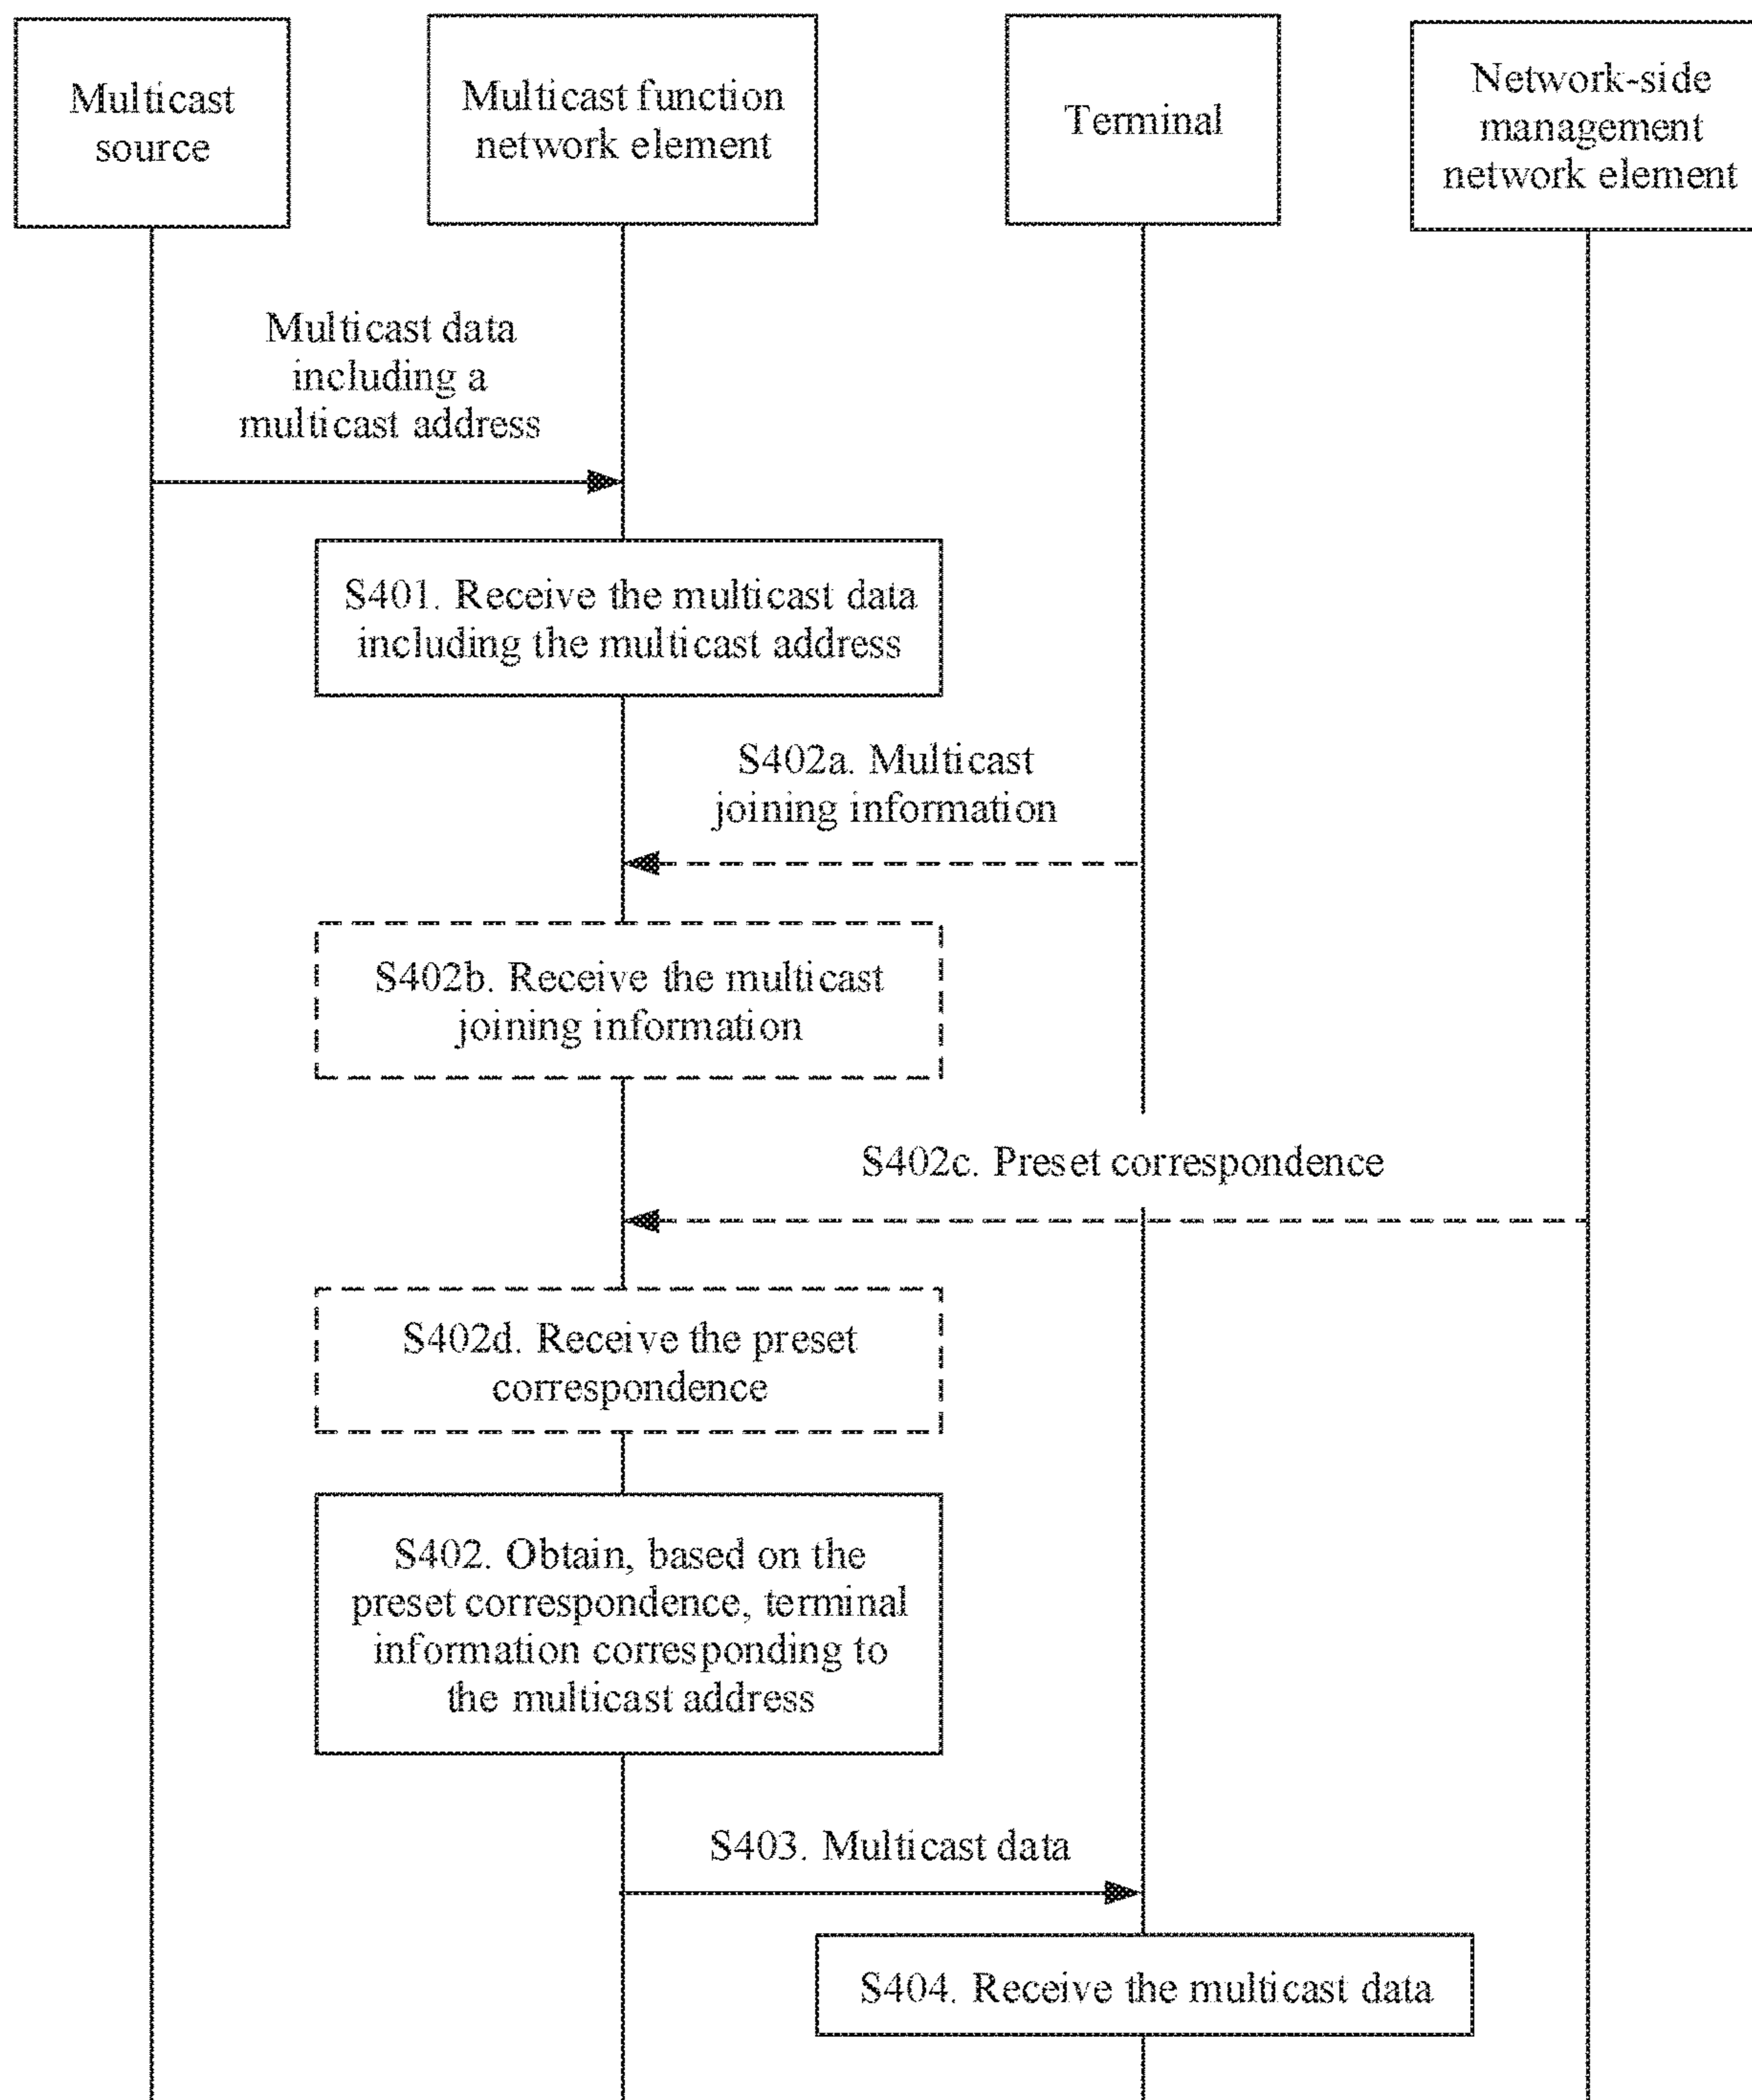 Multicast
source
Multicast function
network element
Terminal
Network-side
management
network element
Multicast data
including a
multicast address
S401. Receive the multicast data
including the multicast address
S402a. Multicast
joining information
S402b. Receive the multicast
joining information
S402c. Preset correspondence
S402d. Receive the preset
correspondence
S402. Obtain, based on the
preset correspondence, terminal
information corresponding to
the multicast address
S403. Multicast data
S404. Receive the multicast data